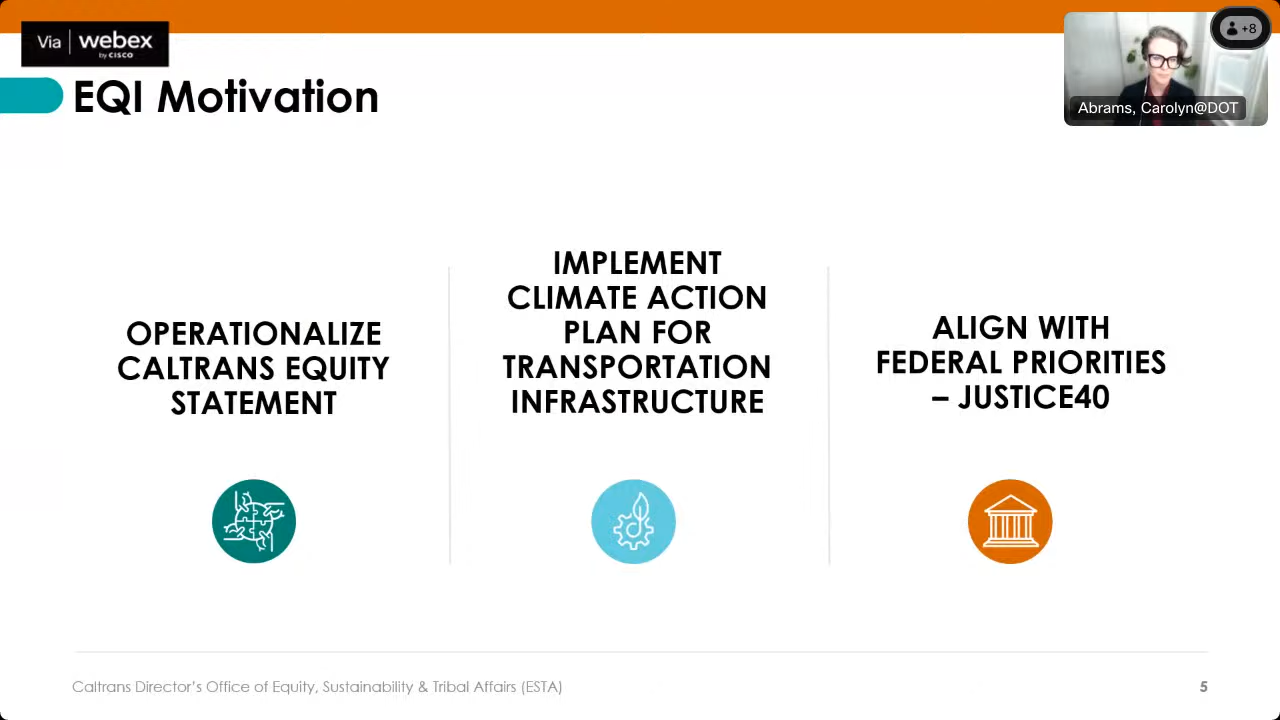 Via webex
by CISCO
+8
Abrams, Carolyn@DOT
EQI Motivation
OPERATIONALIZE
CALTRANS EQUITY
STATEMENT
IMPLEMENT
CLIMATE ACTION
PLAN FOR
TRANSPORTATION
INFRASTRUCTURE
ALIGN WITH
FEDERAL PRIORITIES
– JUSTICE40
Caltrans Director’s Office of Equity, Sustainability & Tribal Affairs (ESTA)
5